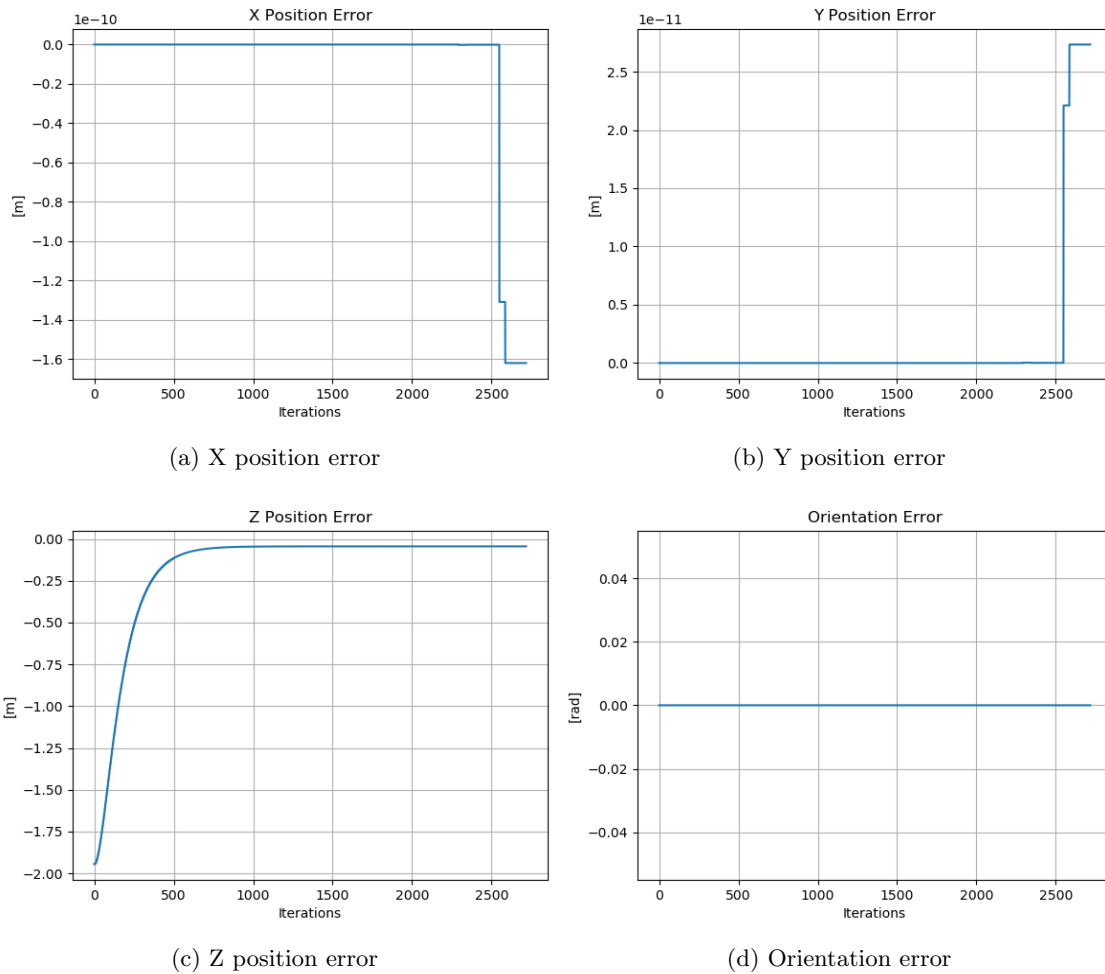 X Position Error
1e−10
0.0
−0.2
−0.4
−0.6
−0.8
−1.0
−1.2
−1.4
−1.6
[m]
0 500 1000 1500 2000 2500
Iterations
(a) X position error
Y Position Error
1e−11
2.5
2.0
1.5
1.0
0.5
0.0
[m]
0 500 1000 1500 2000 2500
Iterations
(b) Y position error
Z Position Error
0.00
−0.25
−0.50
−0.75
−1.00
−1.25
−1.50
−1.75
−2.00
[m]
0 500 1000 1500 2000 2500
Iterations
(c) Z position error
Orientation Error
0.04
0.02
0.00
−0.02
−0.04
[rad]
0 500 1000 1500 2000 2500
Iterations
(d) Orientation error